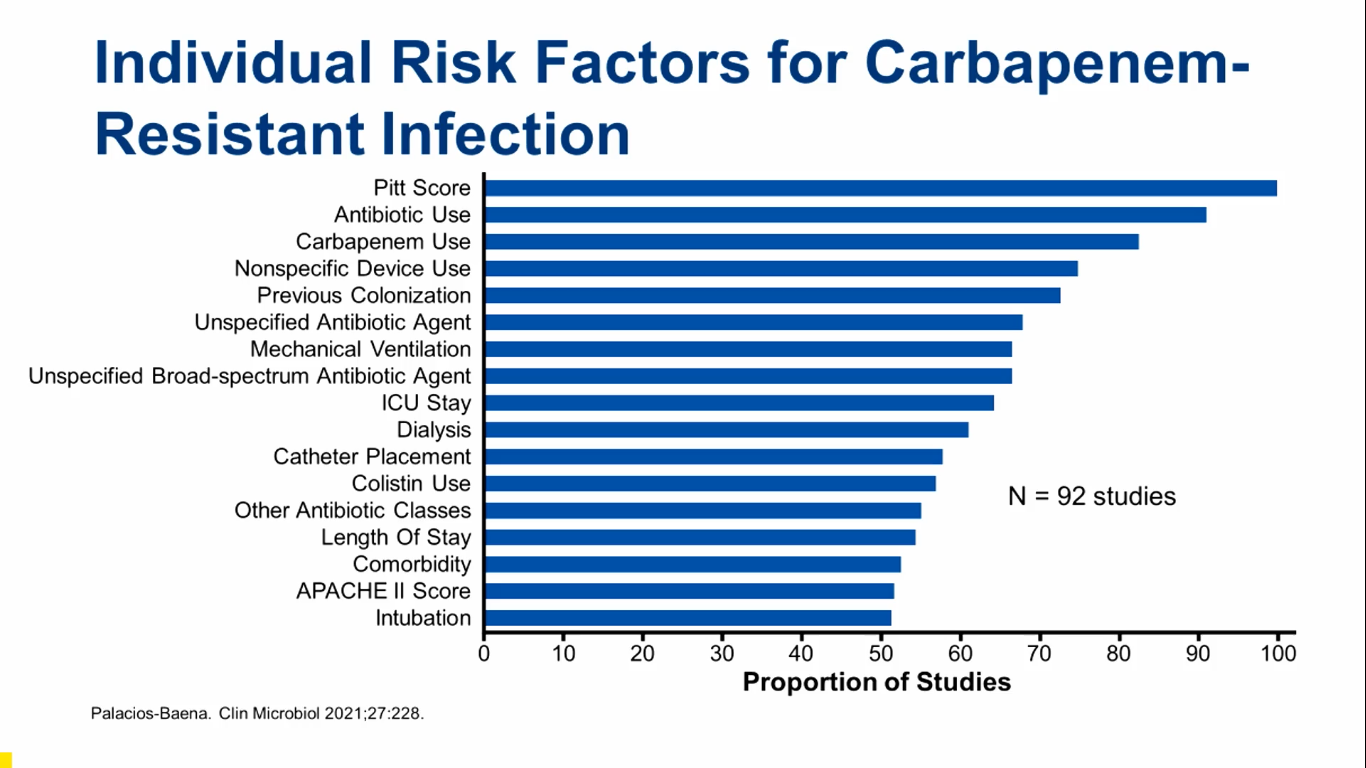 Individual Risk Factors for Carbapenem-
Resistant Infection
Pitt Score
Antibiotic Use
Carbapenem Use
Nonspecific Device Use
Previous Colonization
Unspecified Antibiotic Agent
Mechanical Ventilation
Unspecified Broad-spectrum Antibiotic Agent
ICU Stay
Dialysis
Catheter Placement
Colistin Use
N = 92 studies
Other Antibiotic Classes
Length Of Stay
Comorbidity
APACHE II Score
Intubation
0 10 20 30 40 50 60 70 80 90 100
Proportion of Studies
Palacios-Baena. Clin Microbiol 2021;27:228.